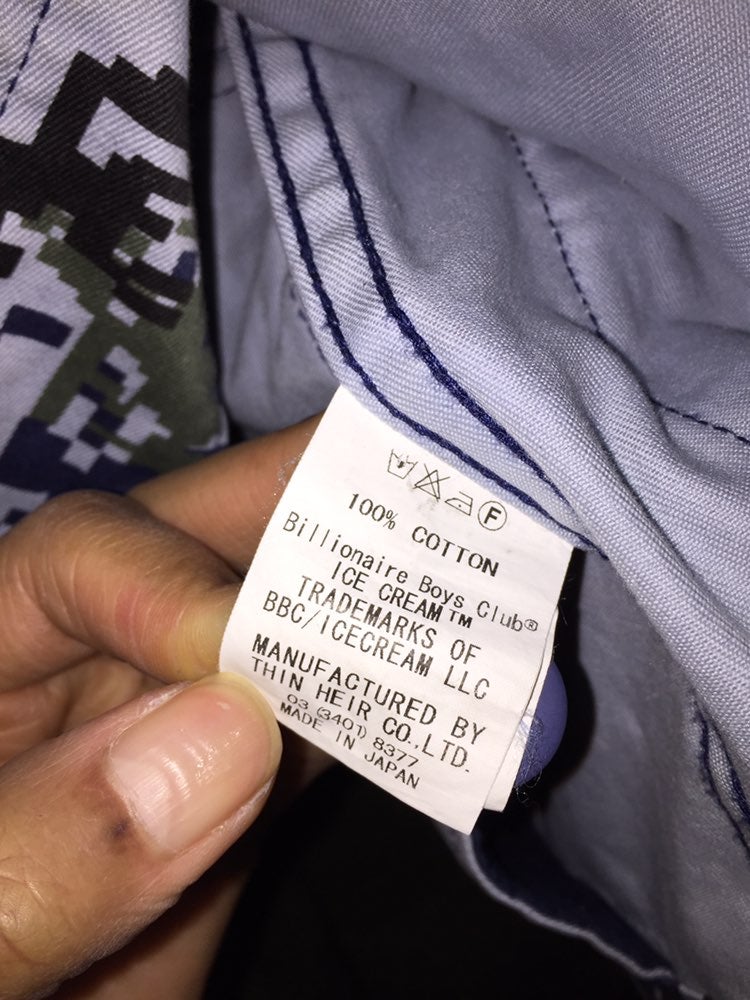 F
100% COTTON
Billionaire Boys Club®
ICE CREAM™
TRADEMARKS OF
BBC/ICECREAM LLC
MANUFACTURED BY
THIN HEIR CO.,LTD.
03 (3401) 8377
MADE IN JAPAN